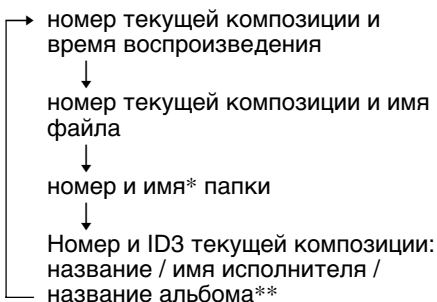 номер текущей композиции и
время воспроизведения
номер текущей композиции и имя
файла
номер и имя* папки
Номер и ID3 текущей композиции:
название / имя исполнителя /
название альбома**